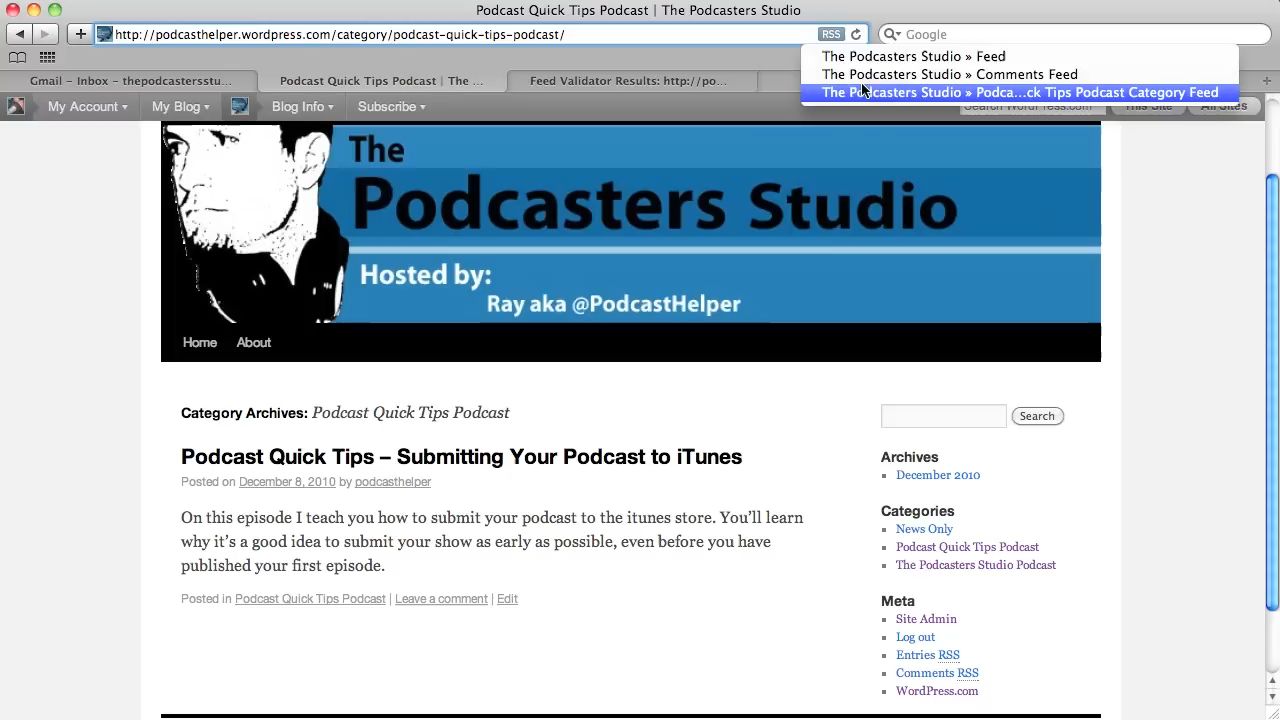 Podcast Quick Tips Podcast | The Podcasters Studio
http://podcasthelper.wordpress.com/category/podcast-quick-tips-podcast/
RSS
Google
The Podcasters Studio » Feed
The Podcasters Studio » Comments Feed
The Podcasters Studio » Podca...ck Tips Podcast Category Feed
Gmail – Inbox – thepodcastersstu...
Podcast Quick Tips Podcast | The ...
Feed Validator Results: http://po...
My Account
My Blog
Blog Info
Subscribe
Search WordPress.com
This Site
All Sites
The
Podcasters Studio
Hosted by:
Ray aka @PodcastHelper
Home
About
Category Archives: Podcast Quick Tips Podcast
Podcast Quick Tips – Submitting Your Podcast to iTunes
Posted on December 8, 2010 by podcasthelper
On this episode I teach you how to submit your podcast to the itunes store. You'll learn
why it's a good idea to submit your show as early as possible, even before you have
published your first episode.
Posted in Podcast Quick Tips Podcast | Leave a comment | Edit
Search
Archives
December 2010
Categories
News Only
Podcast Quick Tips Podcast
The Podcasters Studio Podcast
Meta
Site Admin
Log out
Entries RSS
Comments RSS
WordPress.com